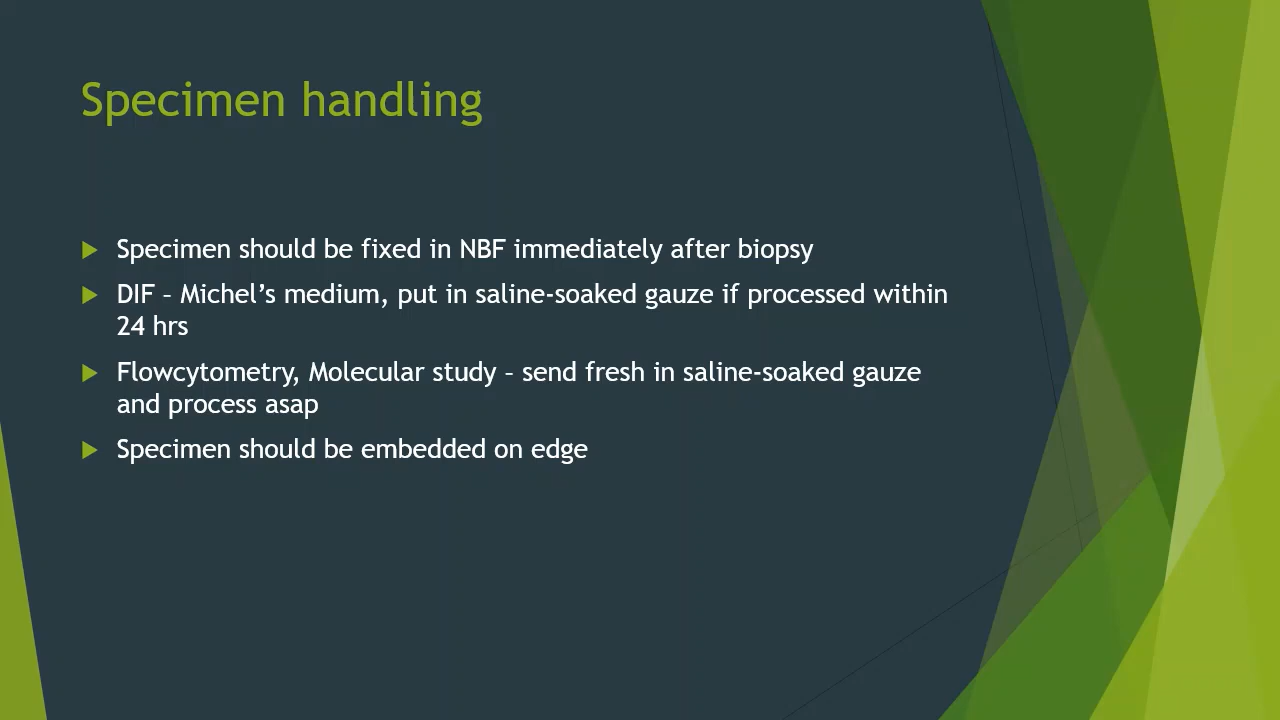 Specimen handling
Specimen should be fixed in NBF immediately after biopsy
DIF – Michel’s medium, put in saline-soaked gauze if processed within
24 hrs
Flowcytometry, Molecular study – send fresh in saline-soaked gauze
and process asap
Specimen should be embedded on edge